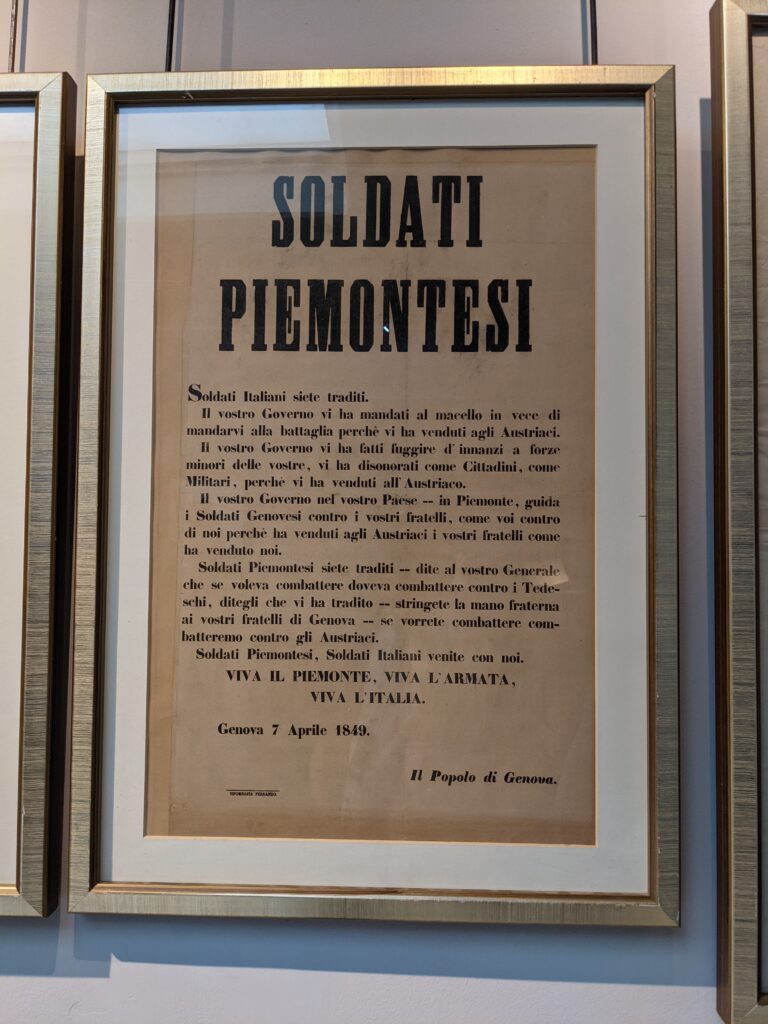 SOLDATI
PIEMONTESI
Soldati Italiani siete traditi.
Il vostro Governo vi ha mandati al macello in vece di
mandarvi alla battaglia perchè vi ha venduti agli Austriaci.
Il vostro Governo vi ha fatti fuggire d'innanzi a forze
minori delle vostre, vi ha disonorati come Cittadini, come
Militari, perchè vi ha venduti all'Austriaco.
Il vostro Governo nel vostro Paese -- in Piemonte, guida
i Soldati Genovesi contro i vostri fratelli, come voi contro
di noi perchè ha venduti agli Austriaci i vostri fratelli come
ha venduto noi.
Soldati Piemontesi siete traditi -- dite al vostro Generale
che se voleva combattere doveva combattere contro i Tede-
schi, ditegli che vi ha tradito -- stringete la mano fraterna
ai vostri fratelli di Genova -- se vorrete combattere com-
batteremo contro gli Austriaci.
Soldati Piemontesi, Soldati Italiani venite con noi.
VIVA IL PIEMONTE, VIVA L'ARMATA,
VIVA L'ITALIA.
Genova 7 Aprile 1849.
Il Popolo di Genova.
TIPOGRAFIA FERRANDO.